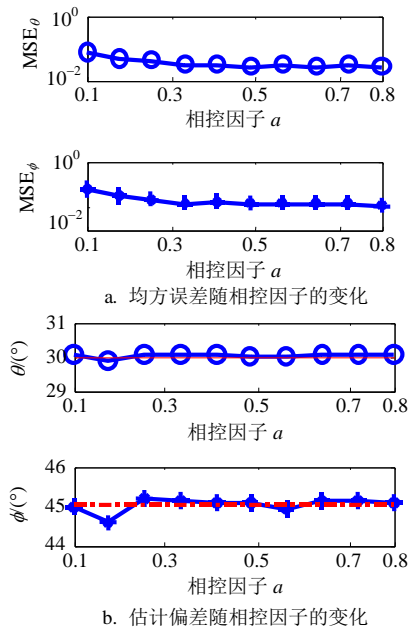 MSE_θ
10^0
10^-2
0.1 0.3 0.5 0.7 0.8
相控因子 a
MSE_ϕ
10^0
10^-2
0.1 0.3 0.5 0.7 0.8
相控因子 a
a. 均方误差随相控因子的变化
θ/(°)
31
30
29
0.1 0.3 0.5 0.7 0.8
相控因子 a
ϕ/(°)
46
45
44
0.1 0.3 0.5 0.7 0.8
相控因子 a
b. 估计偏差随相控因子的变化